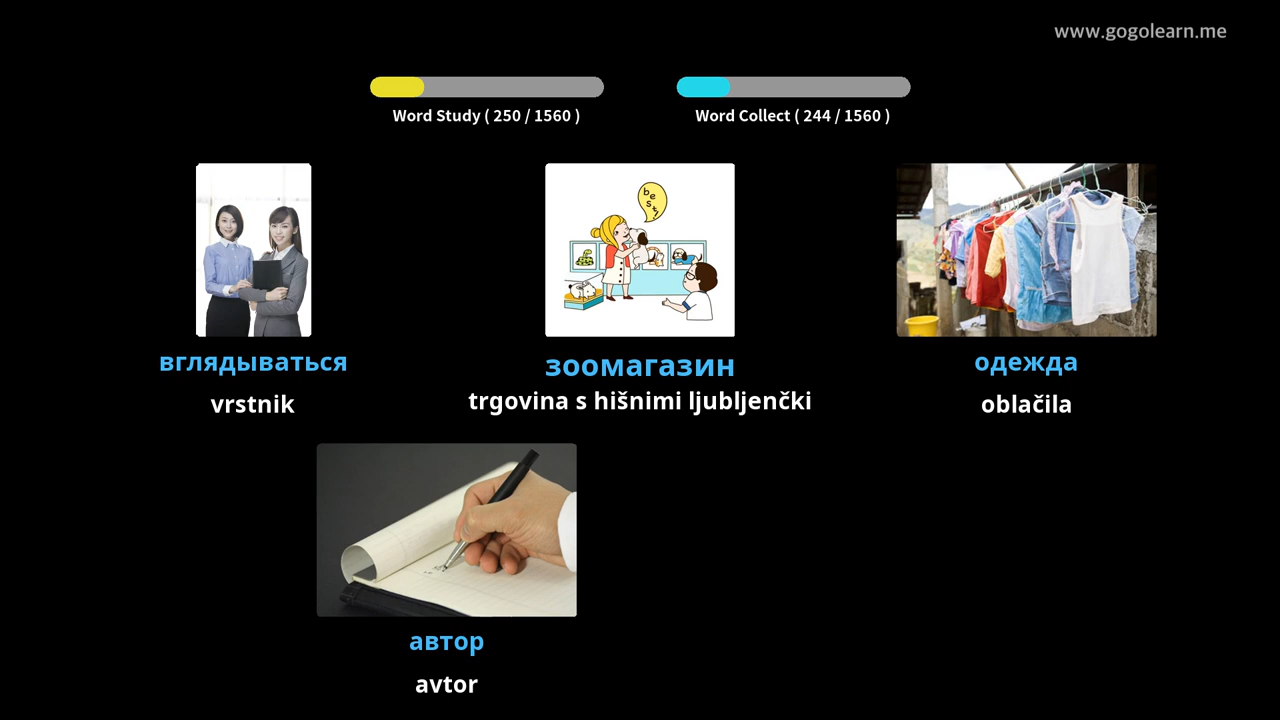 www.gogolearn.me
Word Study ( 250 / 1560 )
Word Collect ( 244 / 1560 )
best
вглядываться
vrstnik
зоомагазин
trgovina s hišnimi ljubljenčki
одежда
oblačila
автор
avtor